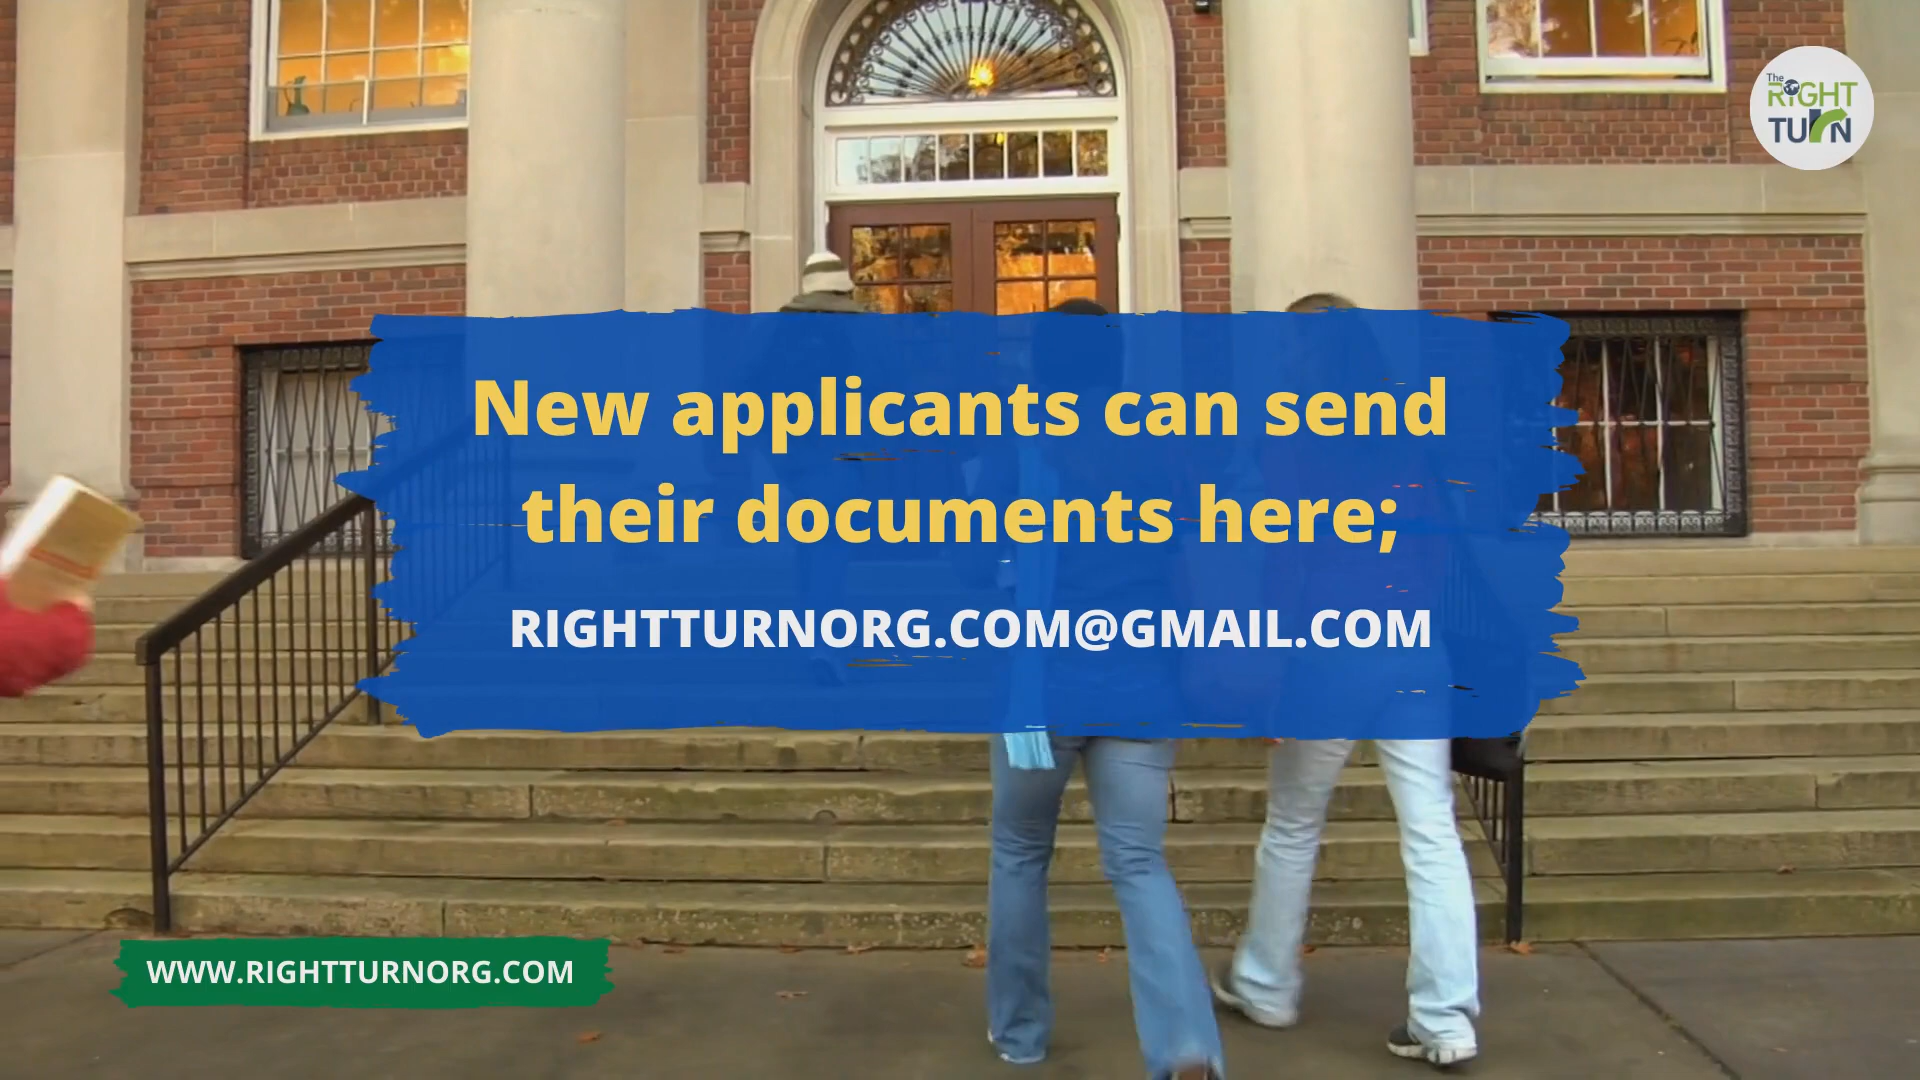 The
RIGHT
TURN
New applicants can send
their documents here;
RIGHTTURNORG.COM@GMAIL.COM
WWW.RIGHTTURNORG.COM